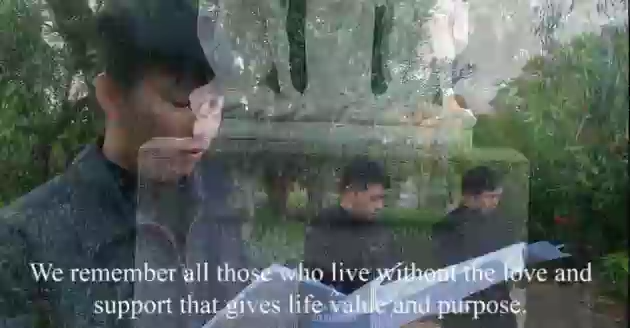 We remember all those who live without the love and
support that gives life value and purpose.